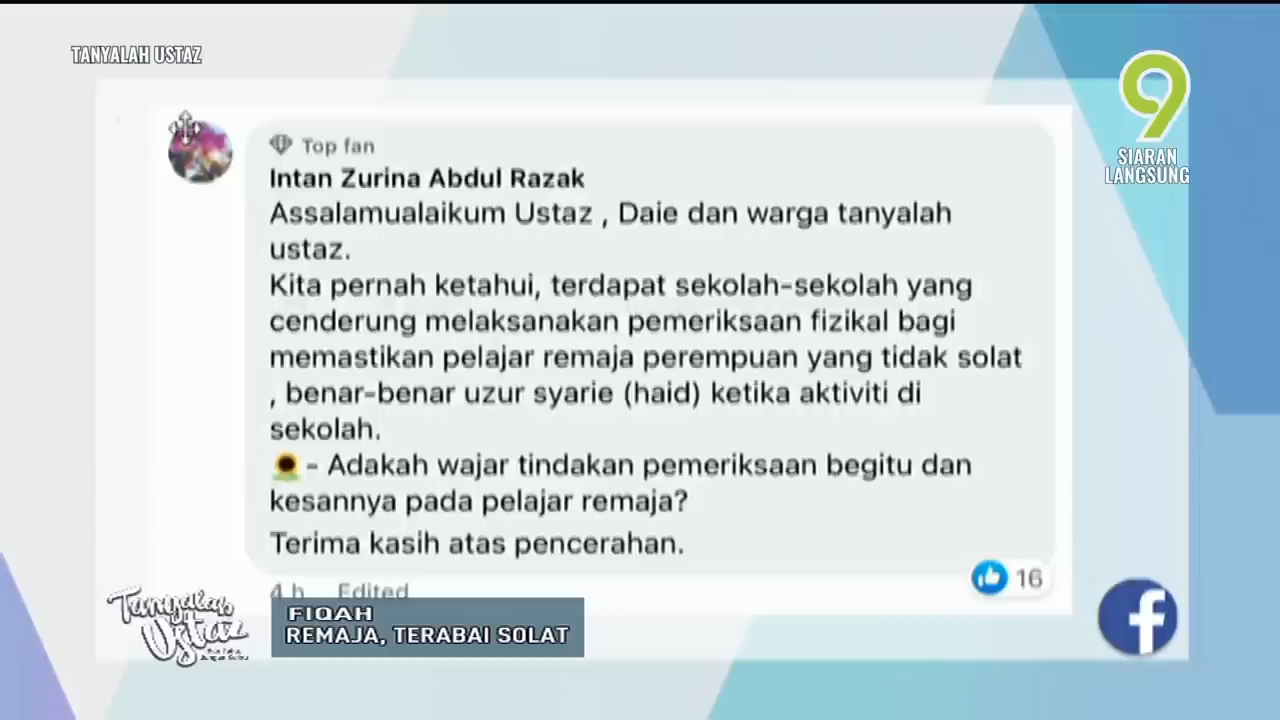 TANYALAH USTAZ
9
SIARAN
LANGSUNG
Top fan
Intan Zurina Abdul Razak
Assalamualaikum Ustaz , Daie dan warga tanyalah
ustaz.
Kita pernah ketahui, terdapat sekolah-sekolah yang
cenderung melaksanakan pemeriksaan fizikal bagi
memastikan pelajar remaja perempuan yang tidak solat
, benar-benar uzur syarie (haid) ketika aktiviti di
sekolah.
🌻 - Adakah wajar tindakan pemeriksaan begitu dan
kesannya pada pelajar remaja?
Terima kasih atas pencerahan.
4 h Edited
16
Tanyalah
Ustaz
FIQAH
REMAJA, TERABAI SOLAT
f